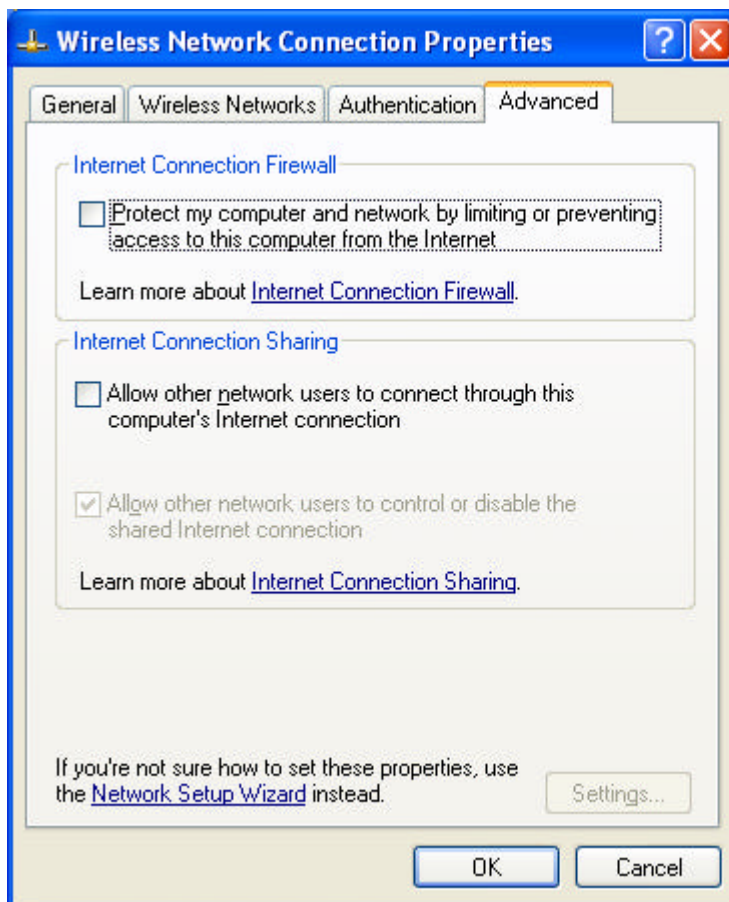 Wireless Network Connection Properties
General Wireless Networks Authentication Advanced
Internet Connection Firewall
Protect my computer and network by limiting or preventing
access to this computer from the Internet
Learn more about Internet Connection Firewall.
Internet Connection Sharing
Allow other network users to connect through this
computer's Internet connection
Allow other network users to control or disable the
shared Internet connection
Learn more about Internet Connection Sharing.
If you're not sure how to set these properties, use
the Network Setup Wizard instead.
Settings...
OK Cancel